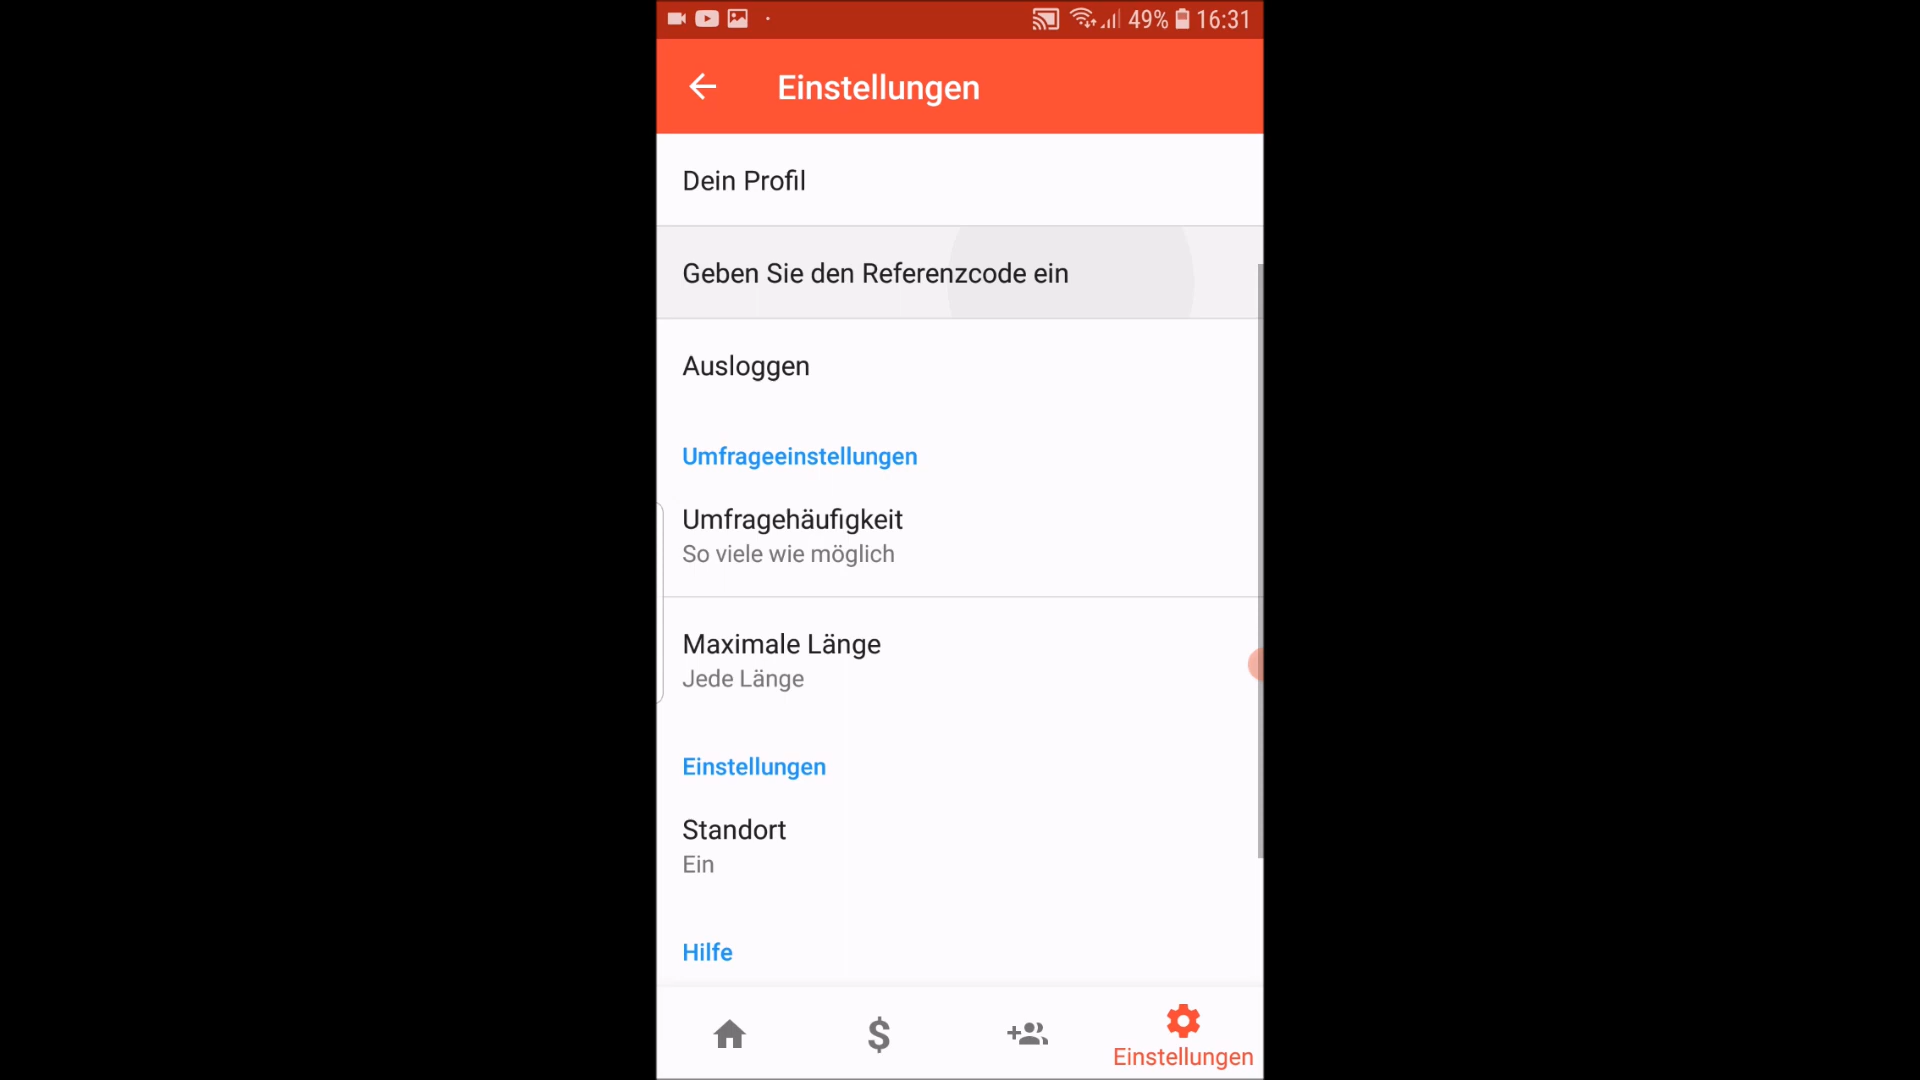 49% 16:31
Einstellungen
Dein Profil
Geben Sie den Referenzcode ein
Ausloggen
Umfrageeinstellungen
Umfragehäufigkeit
So viele wie möglich
Maximale Länge
Jede Länge
Einstellungen
Standort
Ein
Hilfe
$
Einstellungen